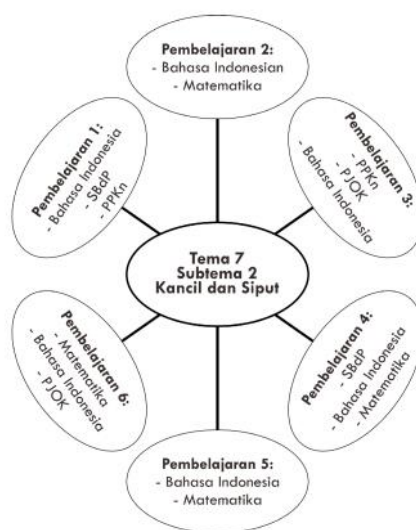 Pembelajaran 2:
- Bahasa Indonesian
- Matematika
Pembelajaran 1:
- Bahasa Indonesia
- SBdP
- PPKn
Pembelajaran 3:
- PPKn
- PJOK
- Bahasa Indonesia
Tema 7
Subtema 2
Kancil dan Siput
Pembelajaran 6:
- Matematika
- Bahasa Indonesia
- PJOK
Pembelajaran 4:
- SBdP
- Bahasa Indonesia
- Matematika
Pembelajaran 5:
- Bahasa Indonesia
- Matematika